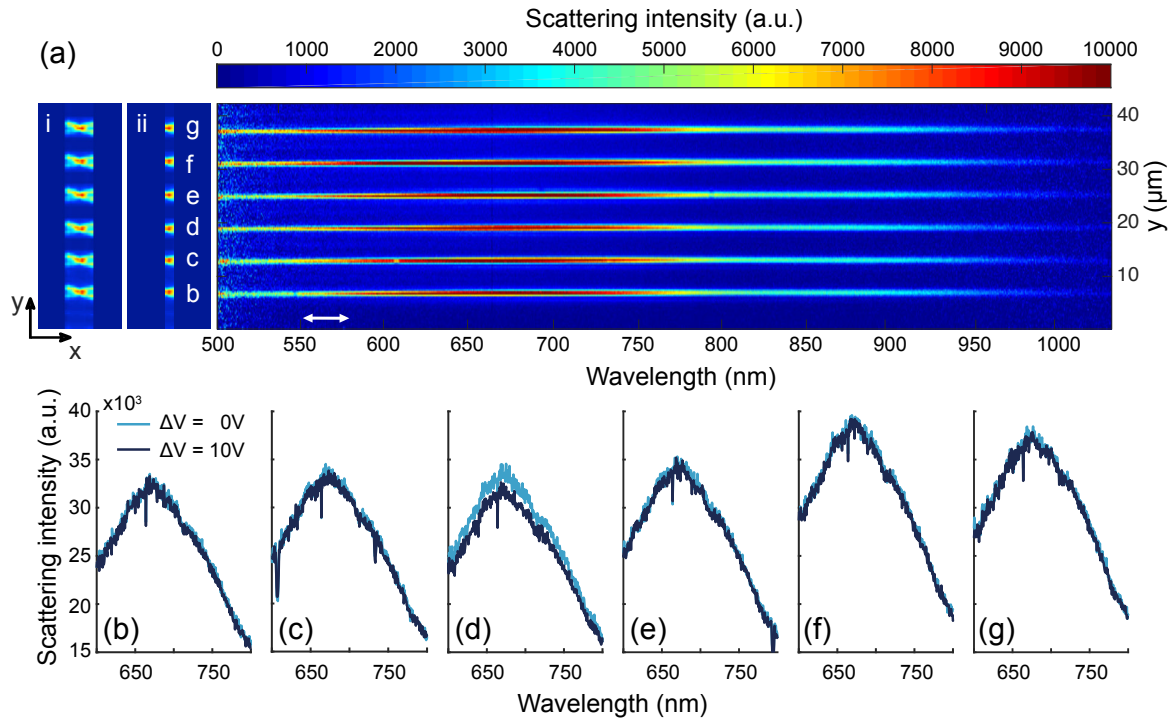 Scattering intensity (a.u.)
(a)
0 1000 2000 3000 4000 5000 6000 7000 8000 9000 10000
i ii g
f
e
d
c
b
40
30
20
10
y (μm)
y
x
500 550 600 650 700 750 800 850 900 950 1000
Wavelength (nm)
x10³
ΔV = 0V
ΔV = 10V
Scattering intensity (a.u.)
40
35
30
25
20
15
(b) (c) (d) (e) (f) (g)
650 750 650 750 650 750 650 750 650 750 650 750
Wavelength (nm)